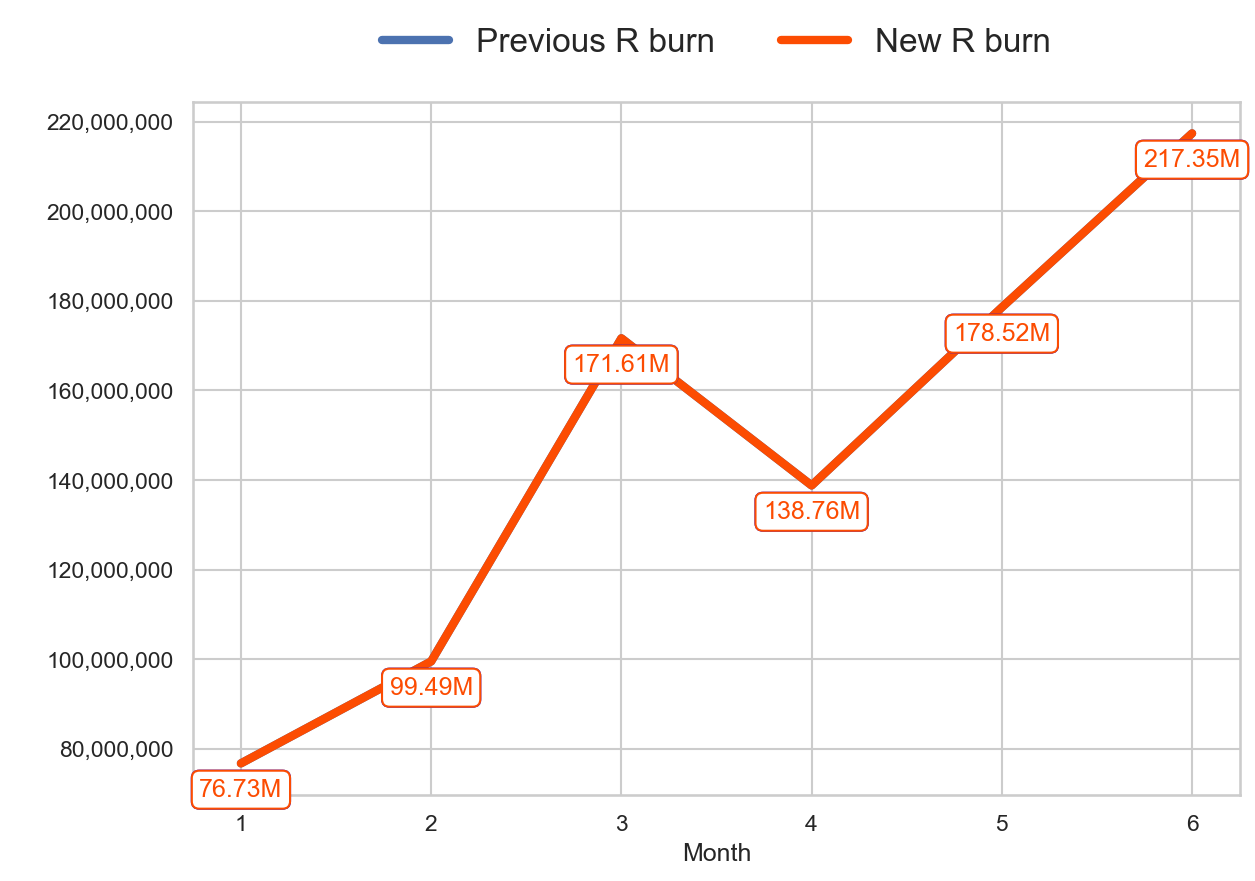 Previous R burn New R burn
220,000,000
217.35M
200,000,000
180,000,000
178.52M
171.61M
160,000,000
140,000,000
138.76M
120,000,000
100,000,000
99.49M
80,000,000
76.73M
1 2 3 4 5 6
Month